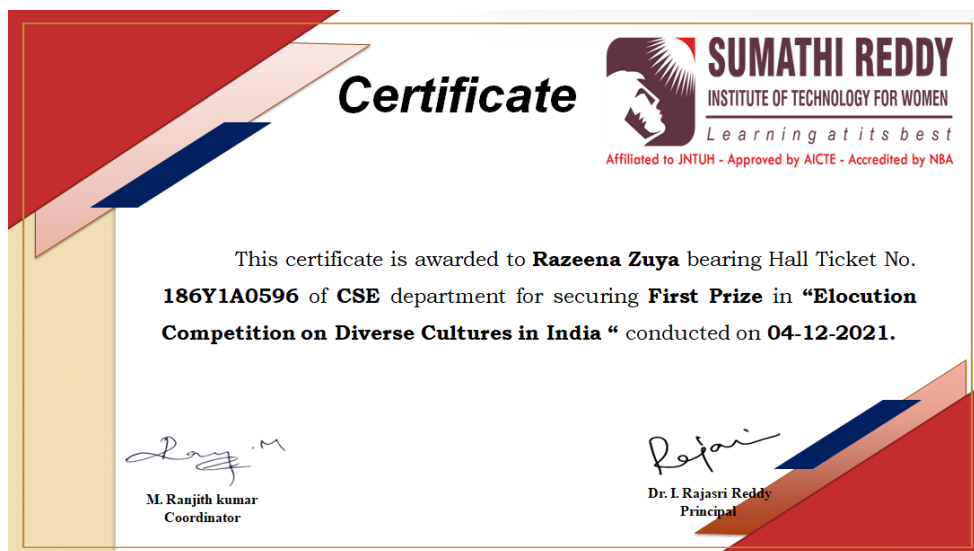 Certificate
SUMATHI REDDY
INSTITUTE OF TECHNOLOGY FOR WOMEN
Learning at its best
Affiliated to JNTUH - Approved by AICTE - Accredited by NBA
This certificate is awarded to Razeena Zuya bearing Hall Ticket No.
186Y1A0596 of CSE department for securing First Prize in “Elocution
Competition on Diverse Cultures in India “ conducted on 04-12-2021.
M. Ranjith kumar
Coordinator
Dr. I. Rajasri Reddy
Principal